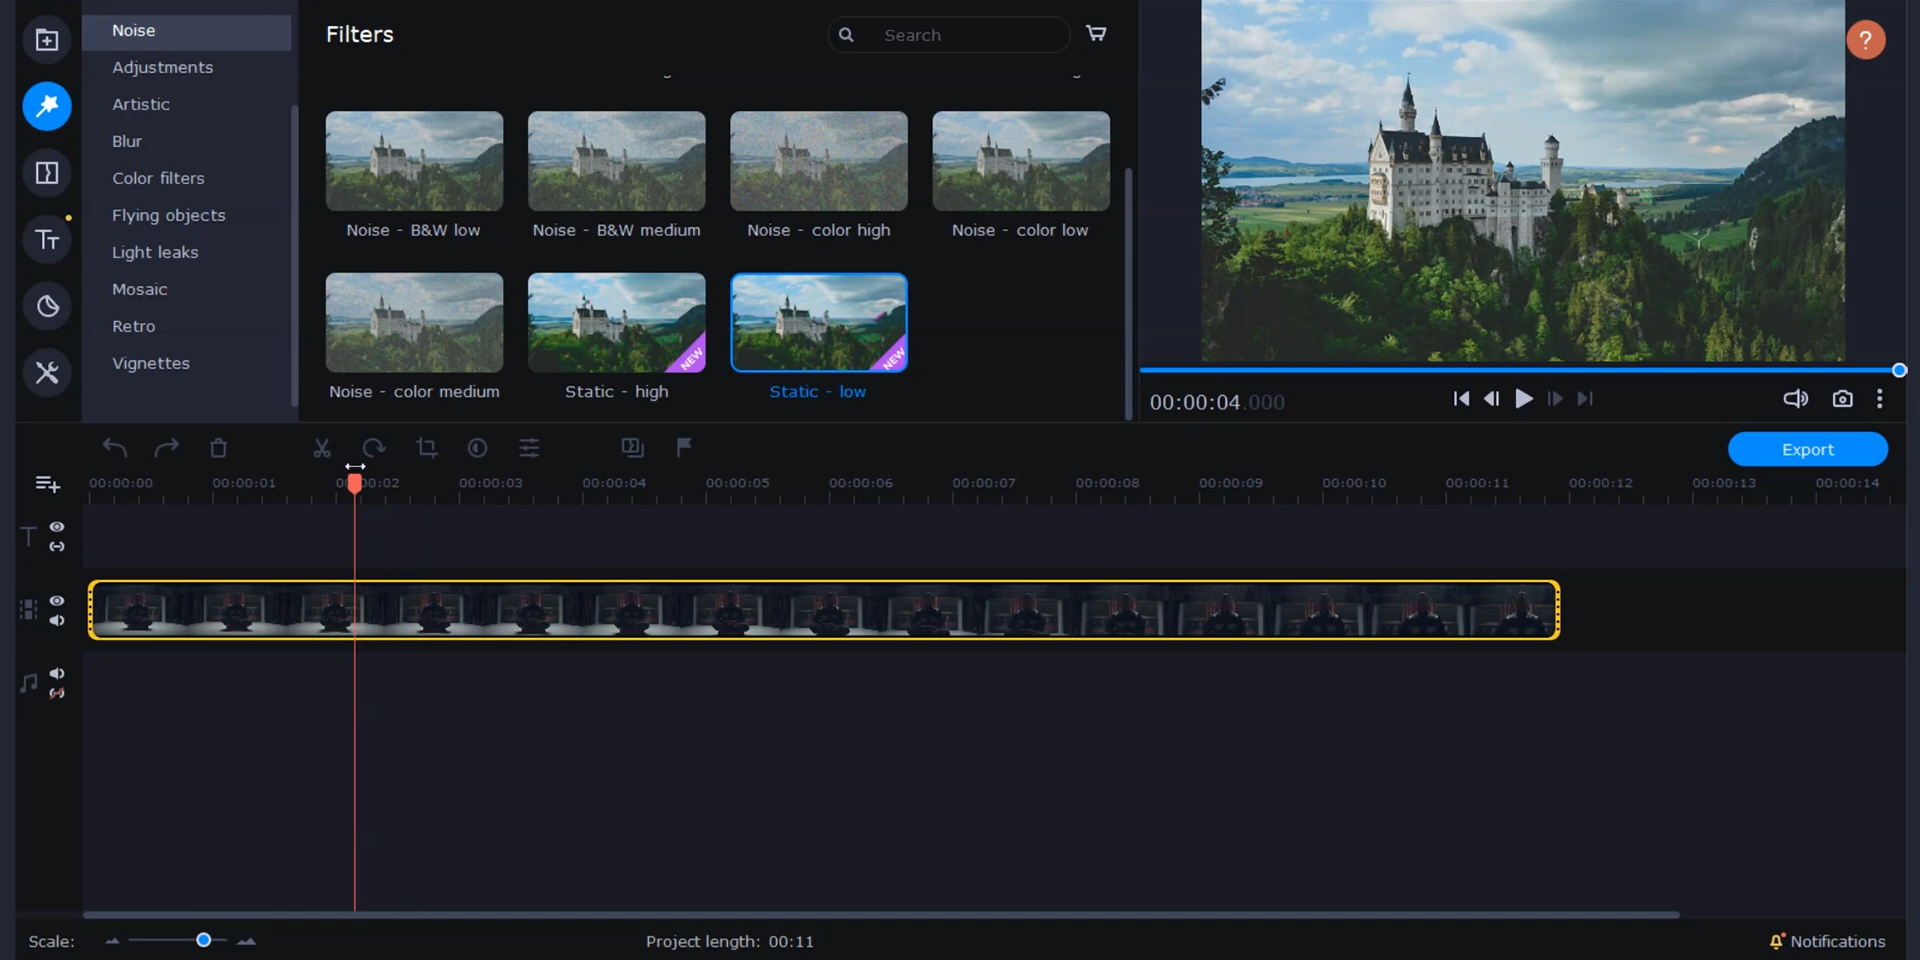 Noise
Adjustments
Artistic
Blur
Color filters
Flying objects
Light leaks
Mosaic
Retro
Vignettes
Filters
Search
?
Noise - B&W low
Noise - B&W medium
Noise - color high
Noise - color low
NEW
NEW
Noise - color medium
Static - high
Static - low
00:00:04.000
Export
00:00:00
00:00:01
00:00:02
00:00:03
00:00:04
00:00:05
00:00:06
00:00:07
00:00:08
00:00:09
00:00:10
00:00:11
00:00:12
00:00:13
00:00:14
Scale:
Project length: 00:11
Notifications